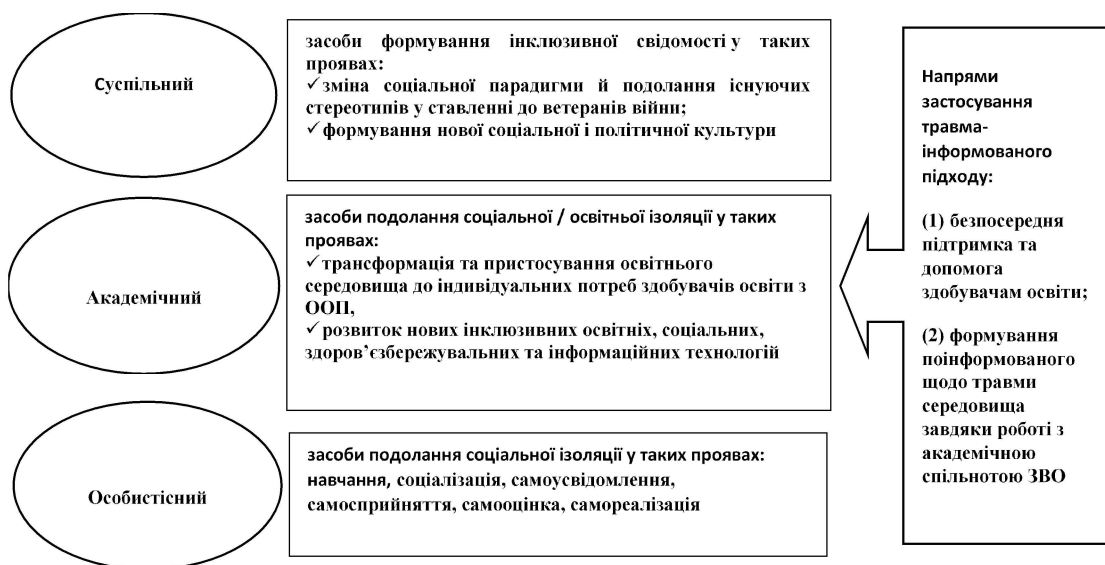 Суспільний
засоби формування інклюзивної свідомості у таких
проявах:
✓зміна соціальної парадигми й подолання існуючих
стереотипів у ставленні до ветеранів війни;
✓формування нової соціальної і політичної культури
Академічний
засоби подолання соціальної / освітньої ізоляції у таких
проявах:
✓трансформація та пристосування освітнього
середовища до індивідуальних потреб здобувачів освіти з
ООП,
✓розвиток нових інклюзивних освітніх, соціальних,
здоров’язбережувальних та інформаційних технологій
Особистісний
засоби подолання соціальної ізоляції у таких проявах:
навчання, соціалізація, самоусвідомлення,
самосприйняття, самооцінка, самореалізація
Напрями
застосування
травма-
інформованого
підходу:
(1) безпосередня
підтримка та
допомога
здобувачам освіти;
(2) формування
поінформованого
щодо травми
середовища
завдяки роботі з
академічною
спільнотою ЗВО